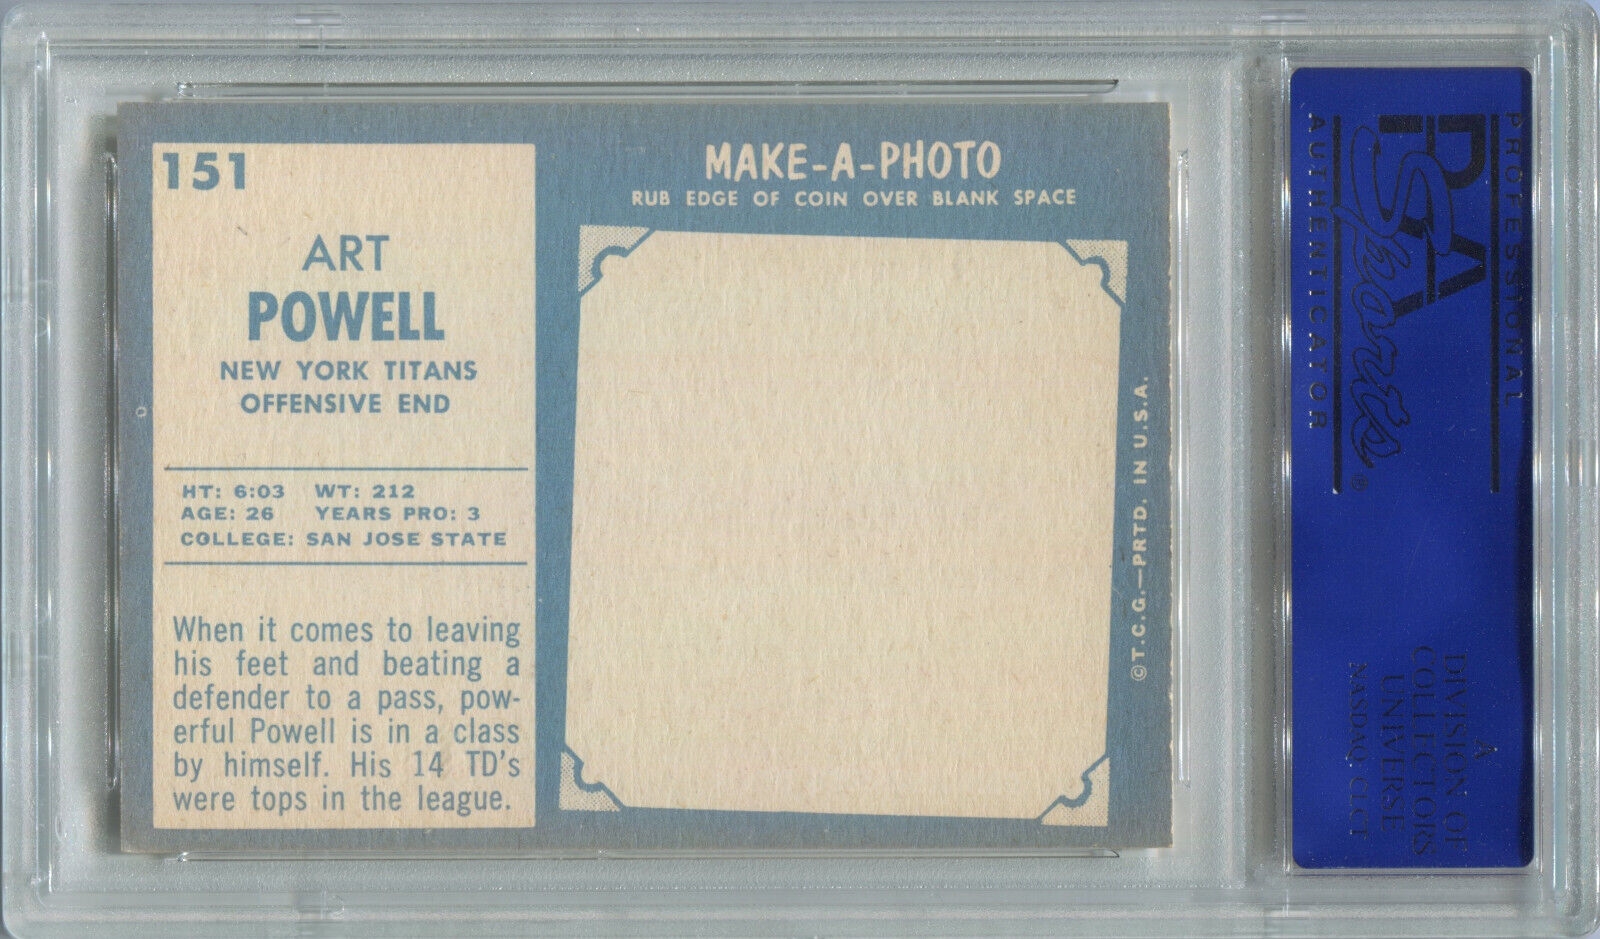 151
ART
POWELL
NEW YORK TITANS
OFFENSIVE END
HT: 6:03 WT: 212
AGE: 26 YEARS PRO: 3
COLLEGE: SAN JOSE STATE
When it comes to leaving
his feet and beating a
defender to a pass, pow-
erful Powell is in a class
by himself. His 14 TD's
were tops in the league.
MAKE-A-PHOTO
RUB EDGE OF COIN OVER BLANK SPACE
©T.C.G.—PRTD. IN U.S.A.
PROFESSIONAL
PSA
Sports
AUTHENTICATOR
®
A
DIVISION OF
COLLECTORS
UNIVERSE
NASDAQ: CLCT